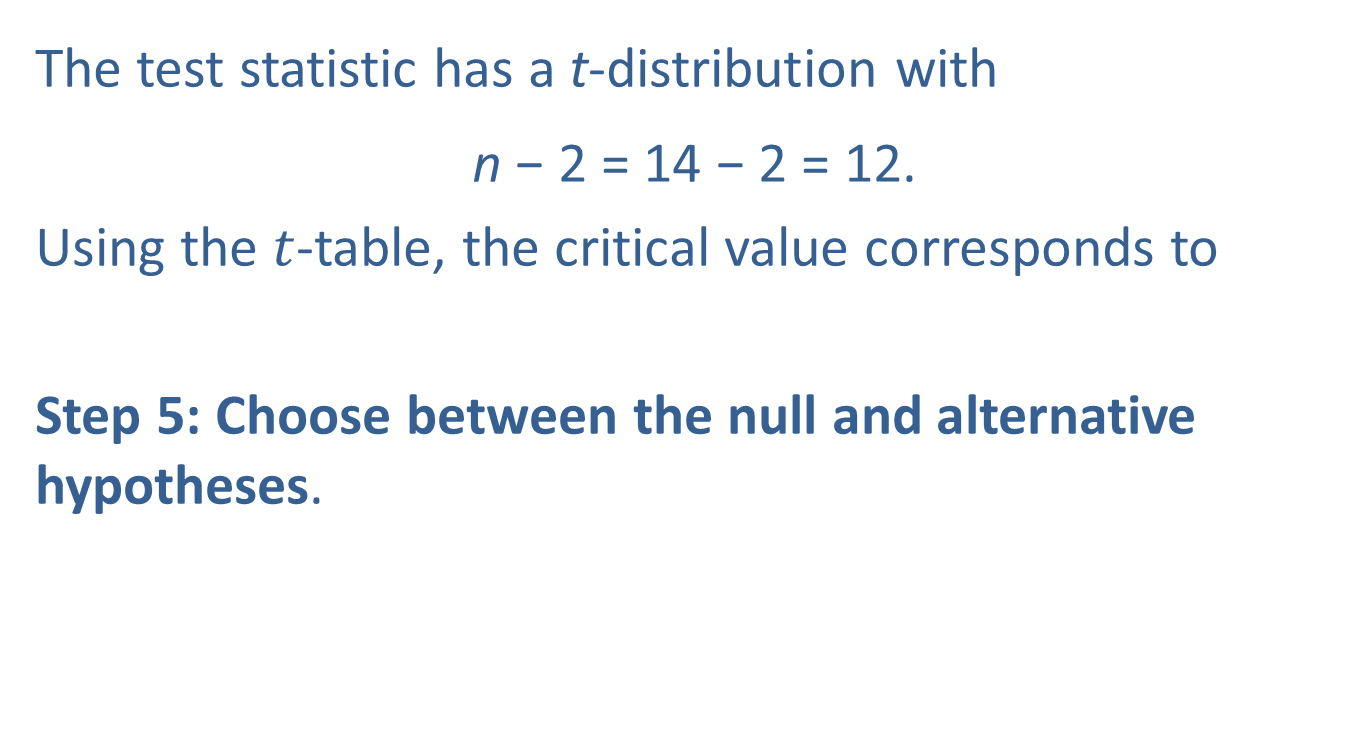 The test statistic has a t-distribution with
n − 2 = 14 − 2 = 12.
Using the t-table, the critical value corresponds to
Step 5: Choose between the null and alternative
hypotheses.